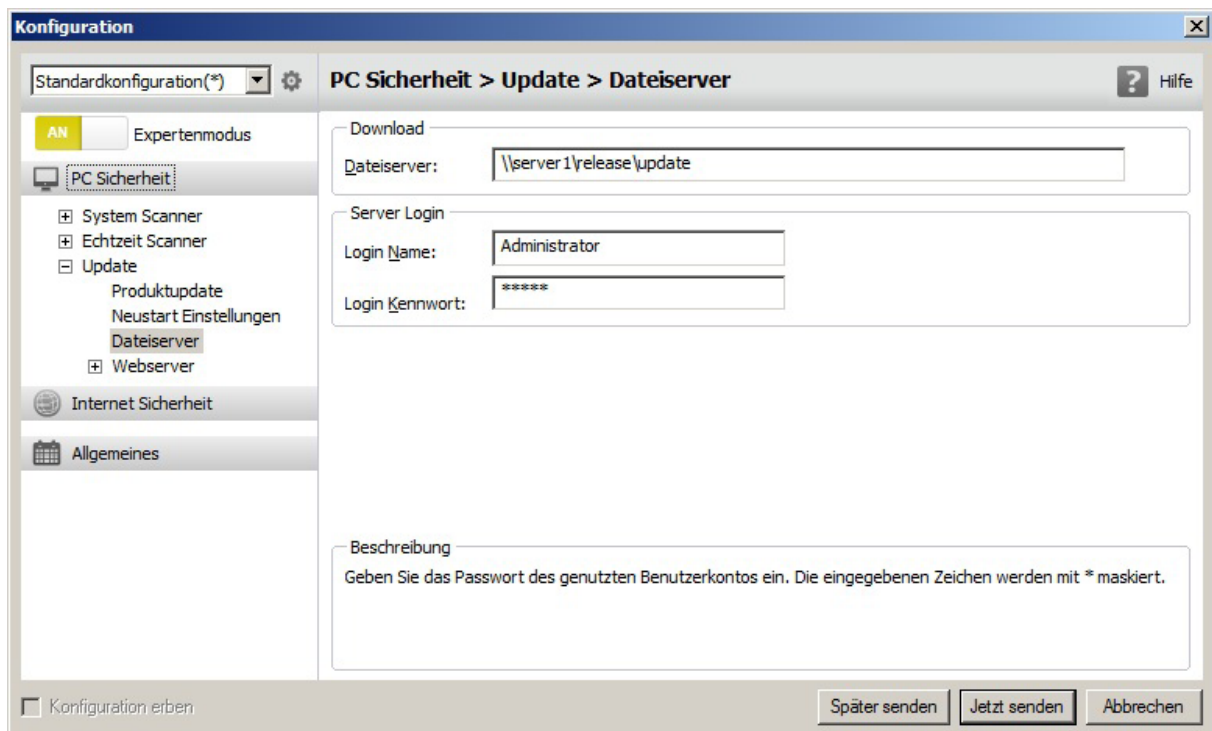 Konfiguration
Standardkonfiguration(*)
PC Sicherheit > Update > Dateiserver
? Hilfe
AN Expertenmodus
PC Sicherheit
System Scanner
Echtzeit Scanner
Update
Produktupdate
Neustart Einstellungen
Dateiserver
Webserver
Internet Sicherheit
Allgemeines
Download
Dateiserver: \\server1\release\update
Server Login
Login Name: Administrator
Login Kennwort: *****
Beschreibung
Geben Sie das Passwort des genutzten Benutzerkontos ein. Die eingegebenen Zeichen werden mit * maskiert.
Konfiguration erben
Später senden Jetzt senden Abbrechen